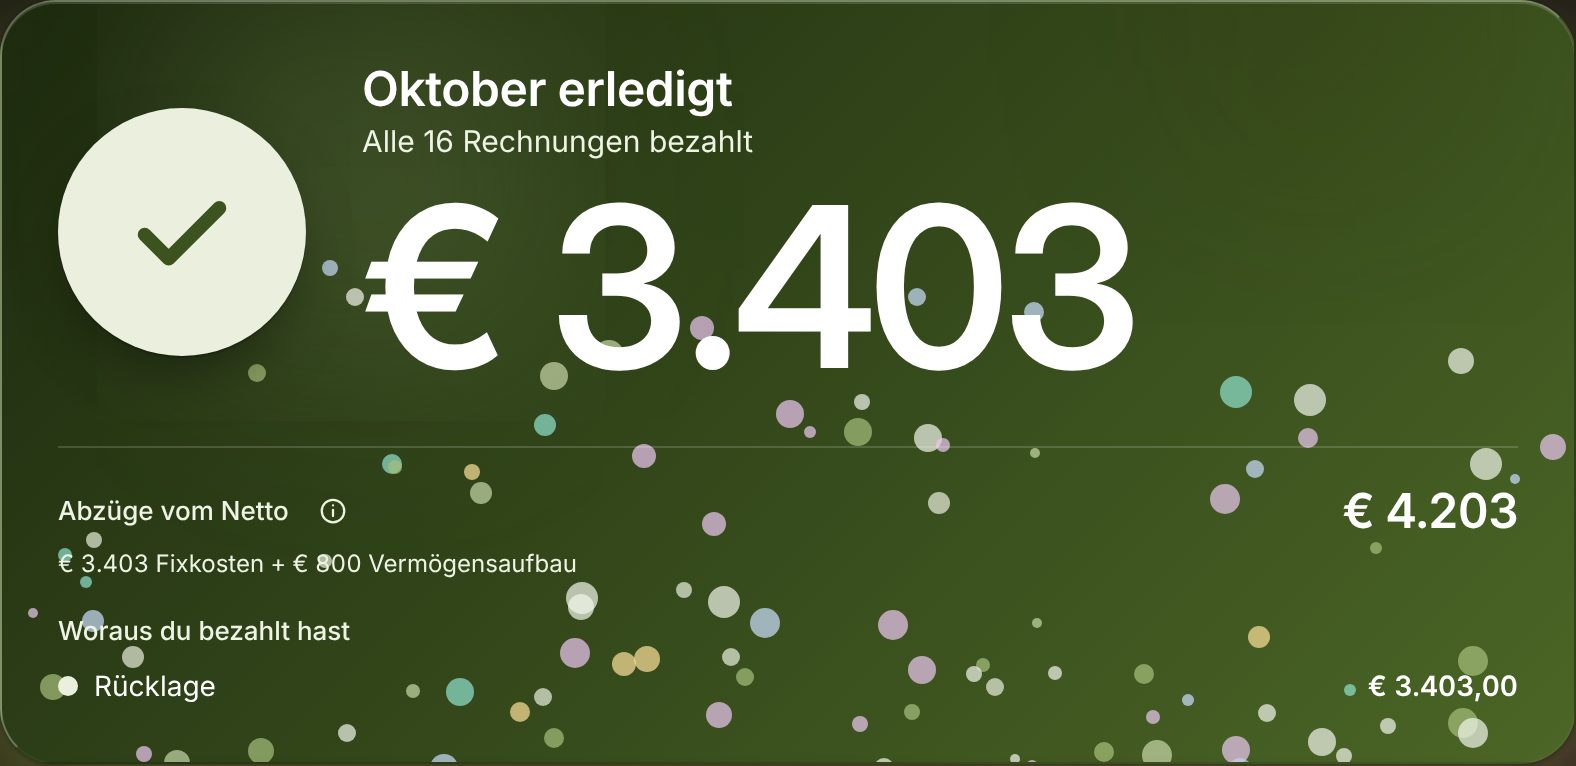 Oktober erledigt
Alle 16 Rechnungen bezahlt
€ 3.403
Abzüge vom Netto € 4.203
€ 3.403 Fixkosten + € 800 Vermögensaufbau
Woraus du bezahlt hast
Rücklage € 3.403,00